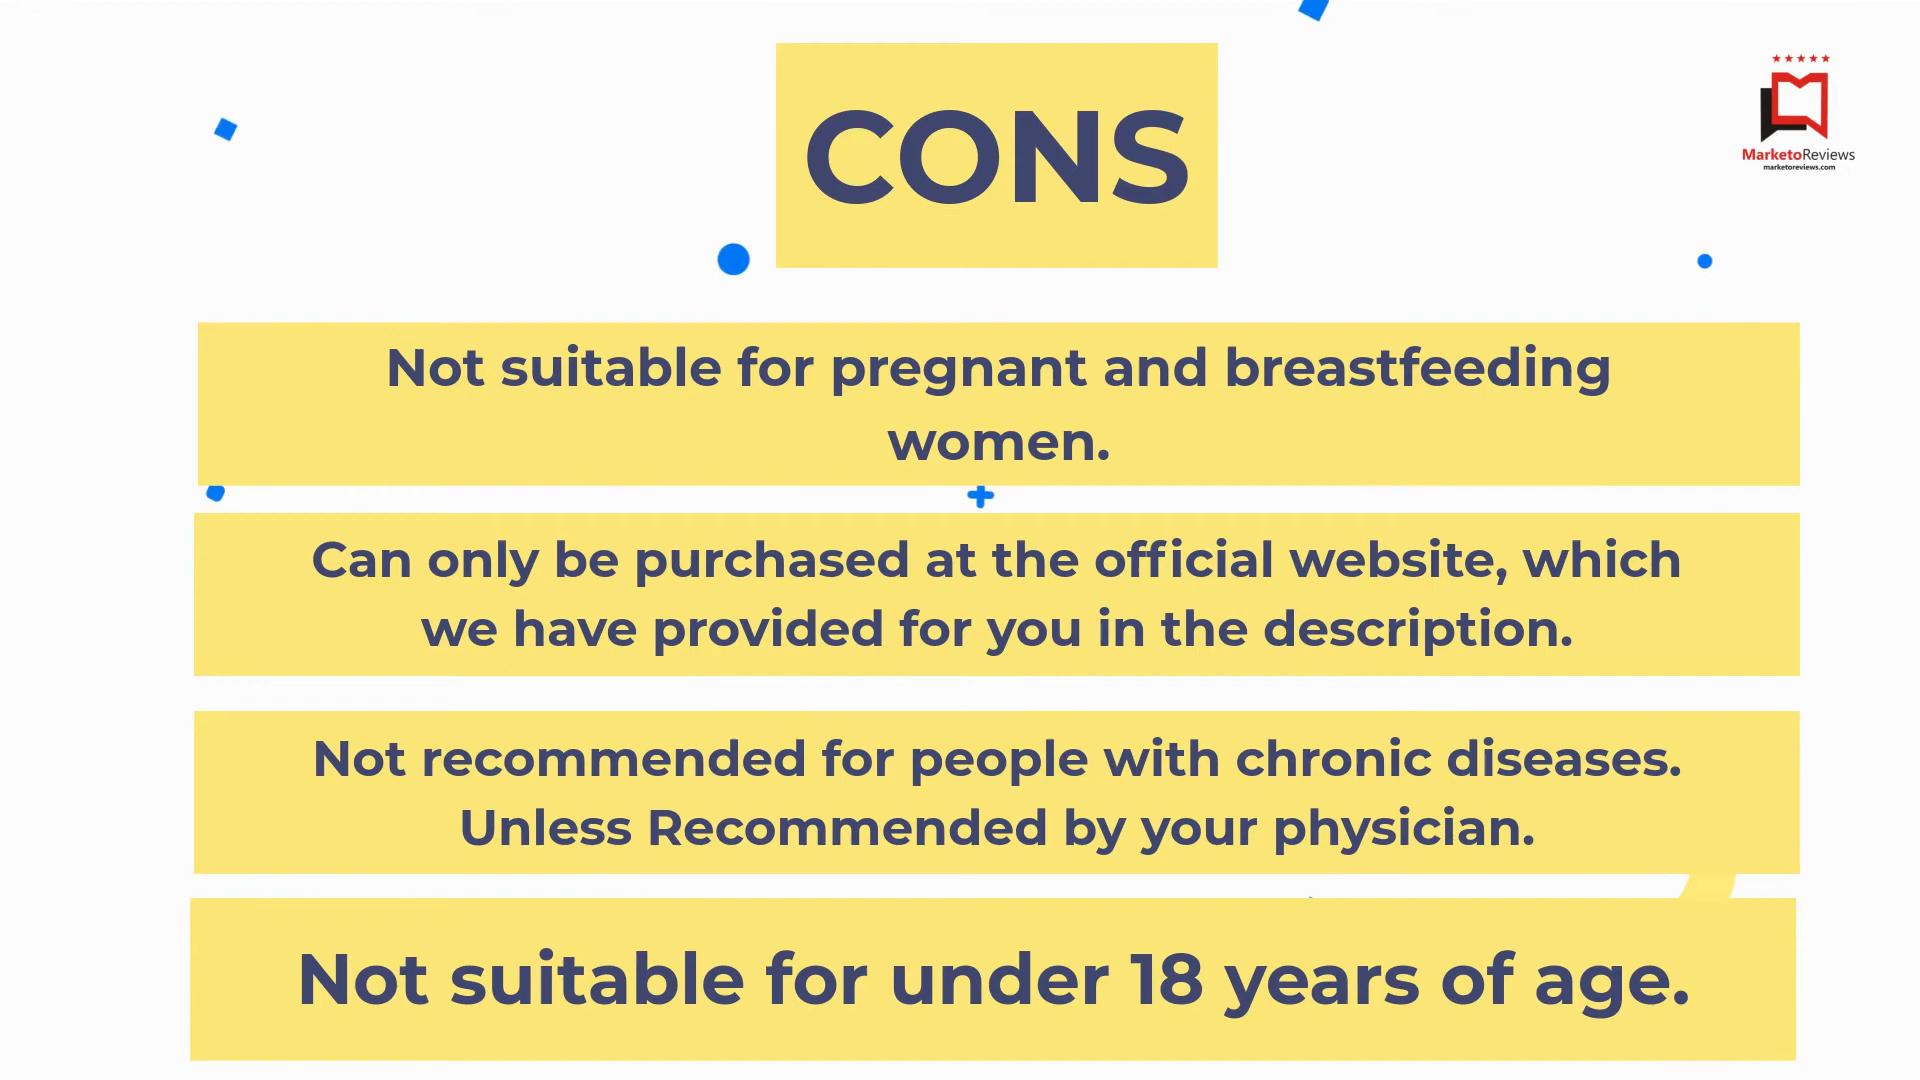 CONS
MarketoReviews
marketoreviews.com
Not suitable for pregnant and breastfeeding
women.
Can only be purchased at the official website, which
we have provided for you in the description.
Not recommended for people with chronic diseases.
Unless Recommended by your physician.
Not suitable for under 18 years of age.